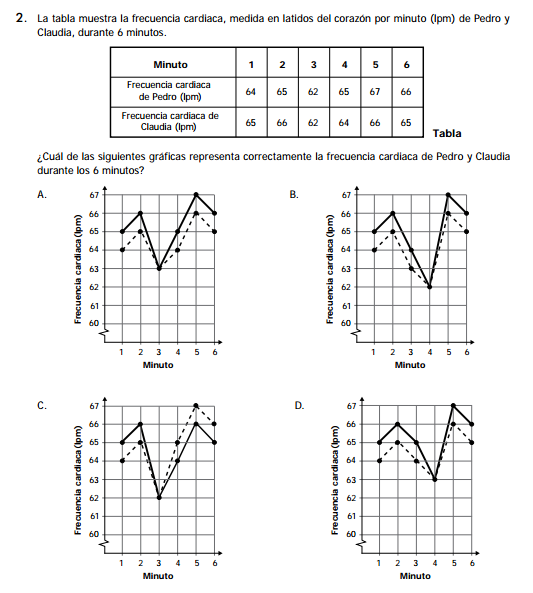 2. La tabla muestra la frecuencia cardiaca, medida en latidos del corazón por minuto (lpm) de Pedro y
Claudia, durante 6 minutos.
Minuto 1 2 3 4 5 6
Frecuencia cardiaca
de Pedro (lpm) 64 65 62 65 67 66
Frecuencia cardiaca de
Claudia (lpm) 65 66 62 64 66 65
Tabla
¿Cuál de las siguientes gráficas representa correctamente la frecuencia cardiaca de Pedro y Claudia
durante los 6 minutos?
A.
Frecuencia cardiaca (lpm)
67
66
65
64
63
62
61
60
1 2 3 4 5 6
Minuto
B.
Frecuencia cardiaca (lpm)
67
66
65
64
63
62
61
60
1 2 3 4 5 6
Minuto
C.
Frecuencia cardiaca (lpm)
67
66
65
64
63
62
61
60
1 2 3 4 5 6
Minuto
D.
Frecuencia cardiaca (lpm)
67
66
65
64
63
62
61
60
1 2 3 4 5 6
Minuto